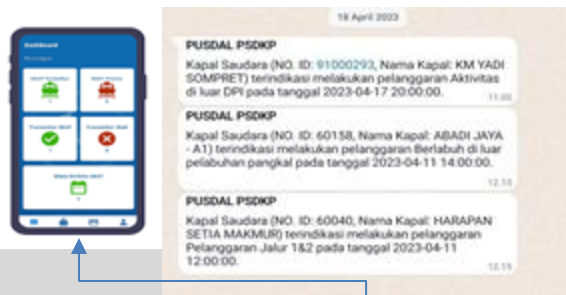 Dashboard
18 April 2023
PUSDAL PSDKP
Kapal Saudara (NO. ID: 91000293, Nama Kapal: KM YADI
SOMPRET) terindikasi melakukan pelanggaran Aktivitas
di luar DPI pada tanggal 2023-04-17 20:00:00.
11.00
PUSDAL PSDKP
Kapal Saudara (NO. ID: 60158, Nama Kapal: ABADI JAYA
- A1) terindikasi melakukan pelanggaran Berlabuh di luar
pelabuhan pangkal pada tanggal 2023-04-11 14:00:00.
12.18
PUSDAL PSDKP
Kapal Saudara (NO. ID: 60040, Nama Kapal: HARAPAN
SETIA MAKMUR) terindikasi melakukan pelanggaran
Pelanggaran Jalur 1&2 pada tanggal 2023-04-11
12:00:00.
12.19